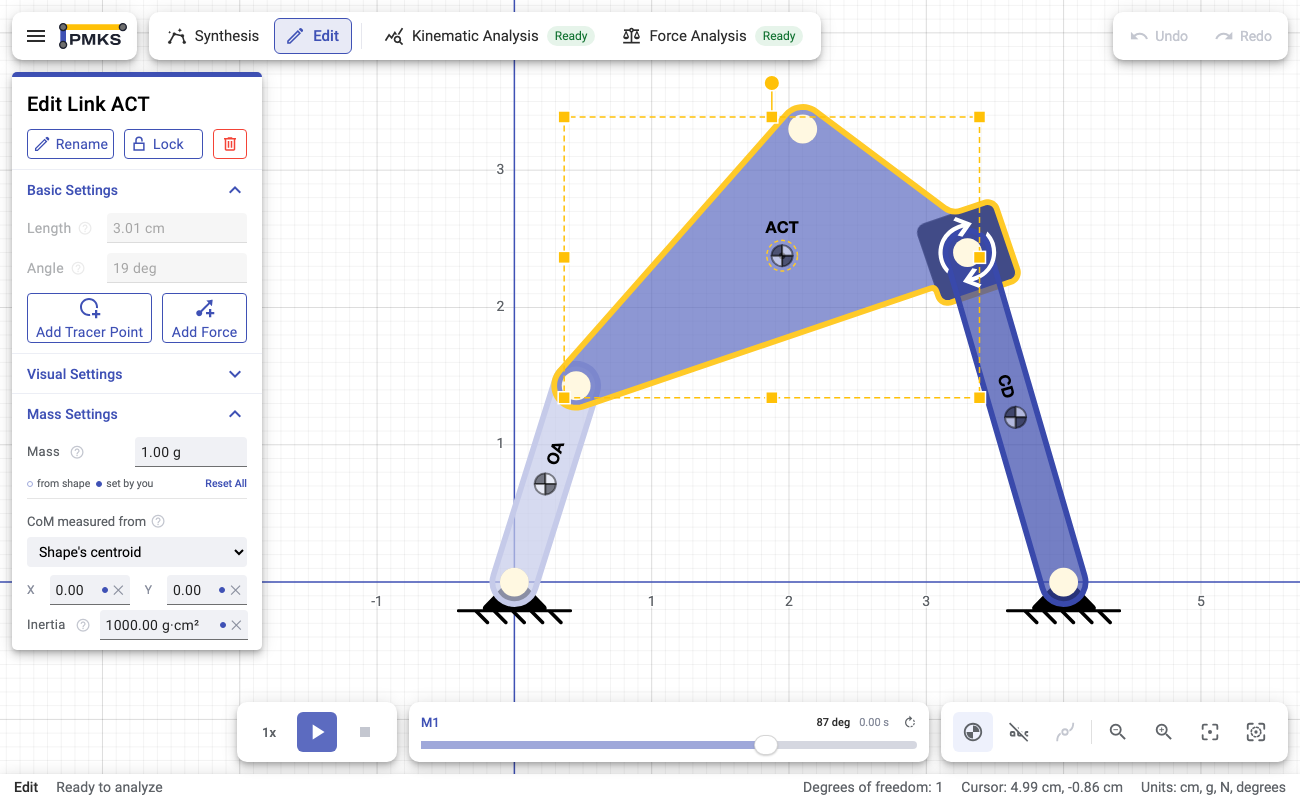 PMKS
Synthesis
Edit
Kinematic Analysis Ready
Force Analysis Ready
Undo
Redo
Edit Link ACT
Rename
Lock
Basic Settings
Length ? 3.01 cm
Angle ? 19 deg
Add Tracer Point
Add Force
Visual Settings
Mass Settings
Mass ? 1.00 g
from shape set by you Reset All
CoM measured from ?
Shape's centroid
X 0.00 Y 0.00
Inertia ? 1000.00 g·cm²
3
2
1
-1
1
2
3
5
ACT
OA
CD
1x
M1
87 deg 0.00 s
Edit Ready to analyze
Degrees of freedom: 1 Cursor: 4.99 cm, -0.86 cm Units: cm, g, N, degrees